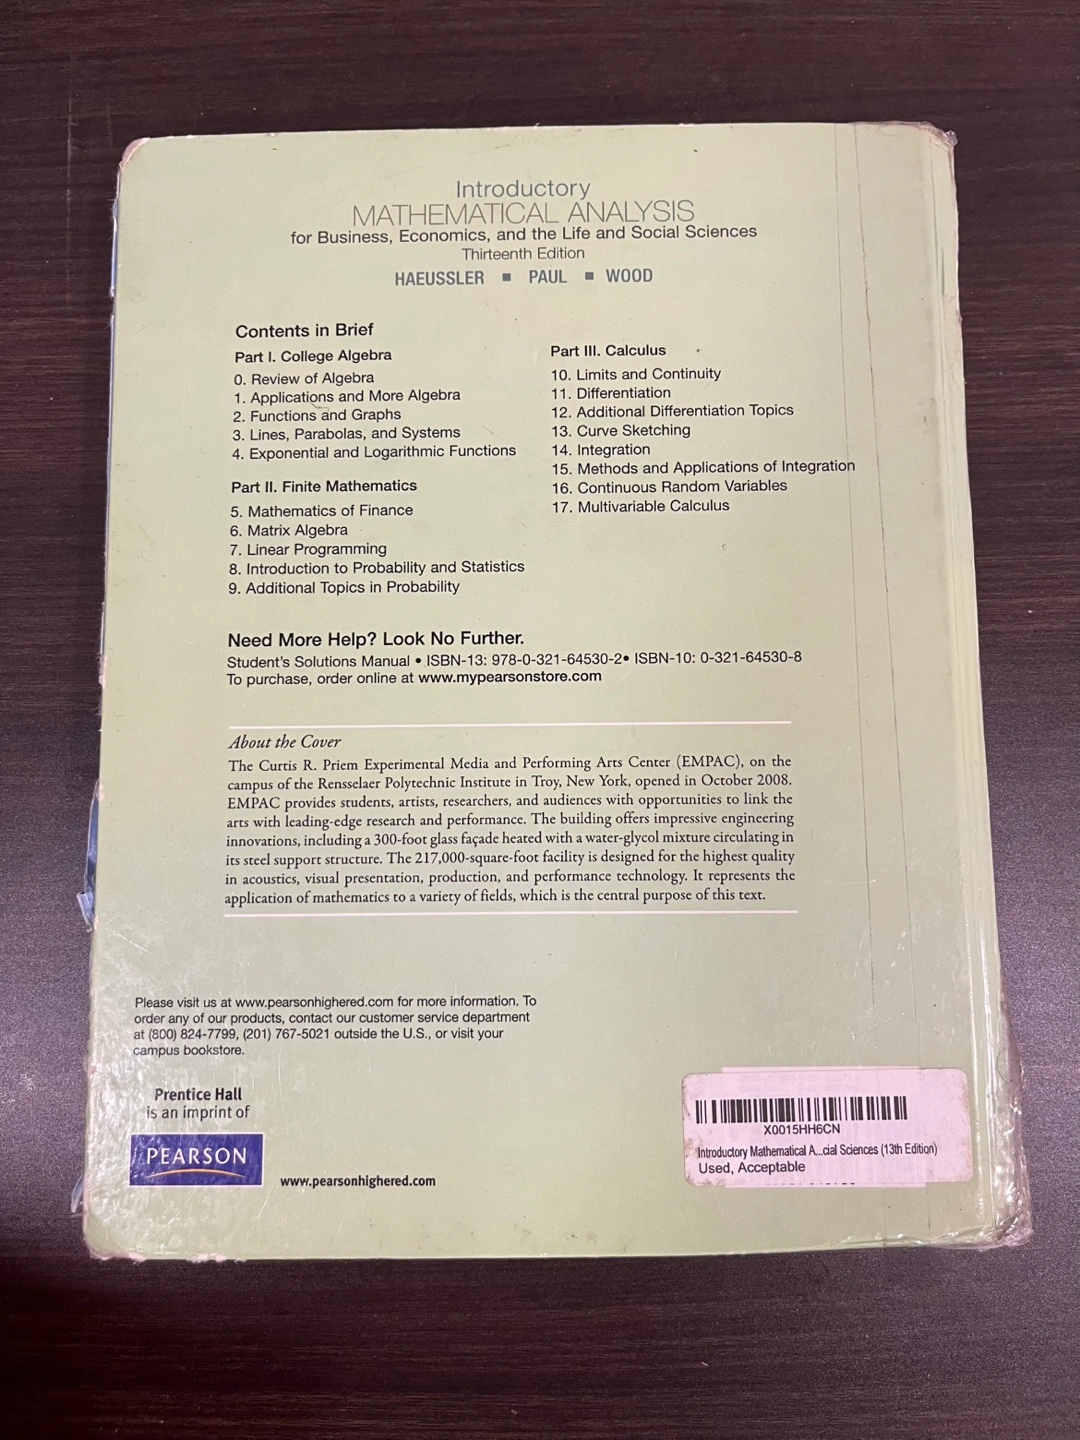 Introductory
MATHEMATICAL ANALYSIS
for Business, Economics, and the Life and Social Sciences
Thirteenth Edition
HAEUSSLER ■ PAUL ■ WOOD
Contents in Brief
Part I. College Algebra
0. Review of Algebra
1. Applications and More Algebra
2. Functions and Graphs
3. Lines, Parabolas, and Systems
4. Exponential and Logarithmic Functions
Part II. Finite Mathematics
5. Mathematics of Finance
6. Matrix Algebra
7. Linear Programming
8. Introduction to Probability and Statistics
9. Additional Topics in Probability
Part III. Calculus
10. Limits and Continuity
11. Differentiation
12. Additional Differentiation Topics
13. Curve Sketching
14. Integration
15. Methods and Applications of Integration
16. Continuous Random Variables
17. Multivariable Calculus
Need More Help? Look No Further.
Student's Solutions Manual • ISBN-13: 978-0-321-64530-2• ISBN-10: 0-321-64530-8
To purchase, order online at www.mypearsonstore.com
About the Cover
The Curtis R. Priem Experimental Media and Performing Arts Center (EMPAC), on the
campus of the Rensselaer Polytechnic Institute in Troy, New York, opened in October 2008.
EMPAC provides students, artists, researchers, and audiences with opportunities to link the
arts with leading-edge research and performance. The building offers impressive engineering
innovations, including a 300-foot glass façade heated with a water-glycol mixture circulating in
its steel support structure. The 217,000-square-foot facility is designed for the highest quality
in acoustics, visual presentation, production, and performance technology. It represents the
application of mathematics to a variety of fields, which is the central purpose of this text.
Please visit us at www.pearsonhighered.com for more information. To
order any of our products, contact our customer service department
at (800) 824-7799, (201) 767-5021 outside the U.S., or visit your
campus bookstore.
Prentice Hall
is an imprint of
PEARSON
www.pearsonhighered.com
X0015HH6CN
Introductory Mathematical A...cial Sciences (13th Edition)
Used, Acceptable